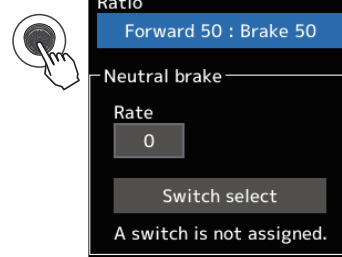 Ratio
Forward 50 : Brake 50
Neutral brake
Rate
0
Switch select
A switch is not assigned.